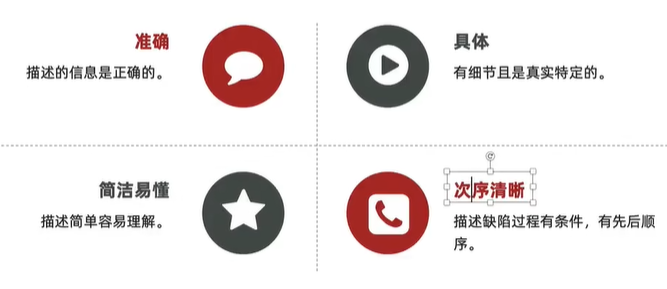 准确
描述的信息是正确的。
具体
有细节且是真实特定的。
简洁易懂
描述简单容易理解。
次序清晰
描述缺陷过程有条件，有先后顺
序。